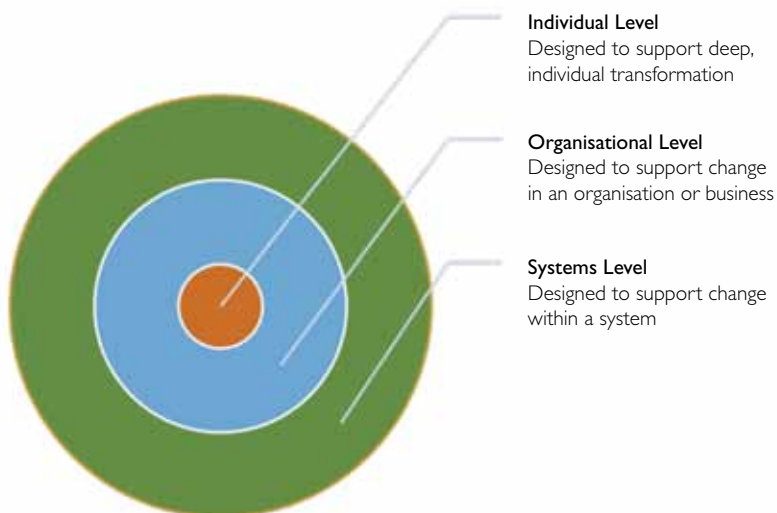 Individual Level
Designed to support deep,
individual transformation
Organisational Level
Designed to support change
in an organisation or business
Systems Level
Designed to support change
within a system